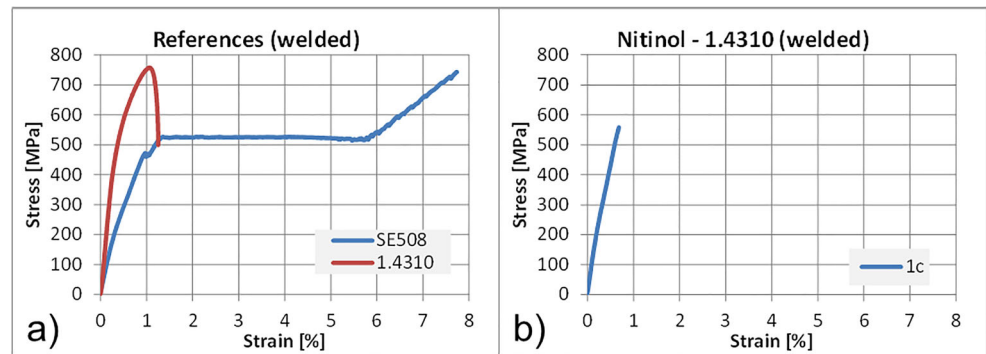 References (welded)
Stress [MPa]
800
700
600
500
400
300
200
100
0
SE508
1.4310
0 1 2 3 4 5 6 7 8
Strain [%]
a)
Nitinol - 1.4310 (welded)
Stress [MPa]
800
700
600
500
400
300
200
100
0
1c
0 1 2 3 4 5 6 7 8
Strain [%]
b)